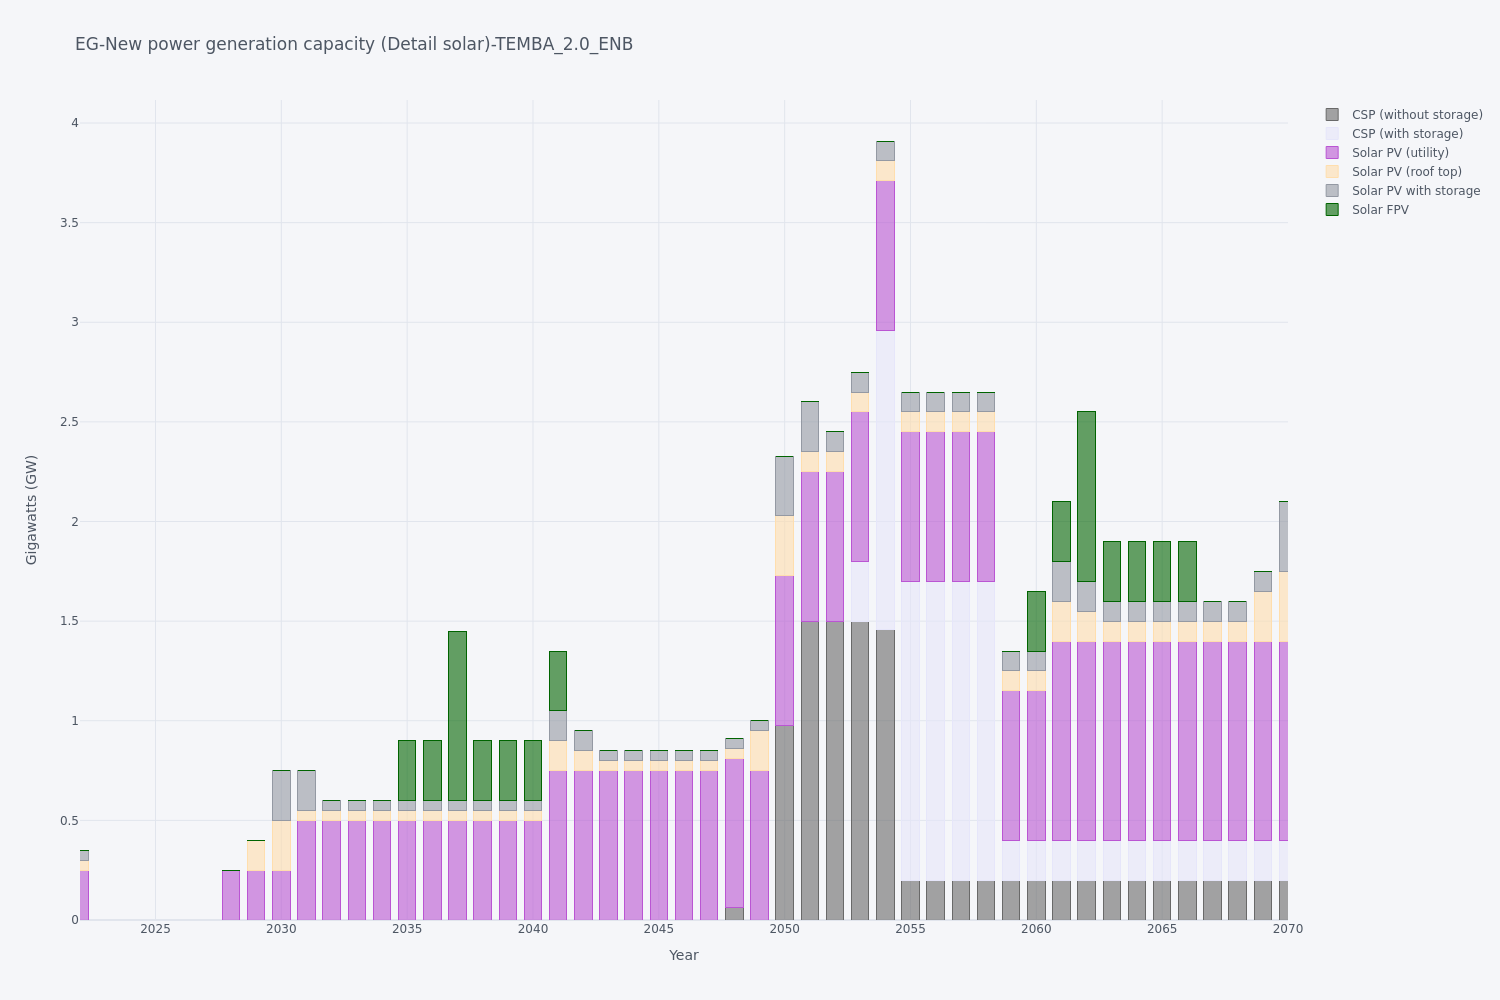 EG-New power generation capacity (Detail solar)-TEMBA_2.0_ENB
CSP (without storage)
CSP (with storage)
Solar PV (utility)
Solar PV (roof top)
Solar PV with storage
Solar FPV
Gigawatts (GW)
4
3.5
3
2.5
2
1.5
1
0.5
0
2025 2030 2035 2040 2045 2050 2055 2060 2065 2070
Year